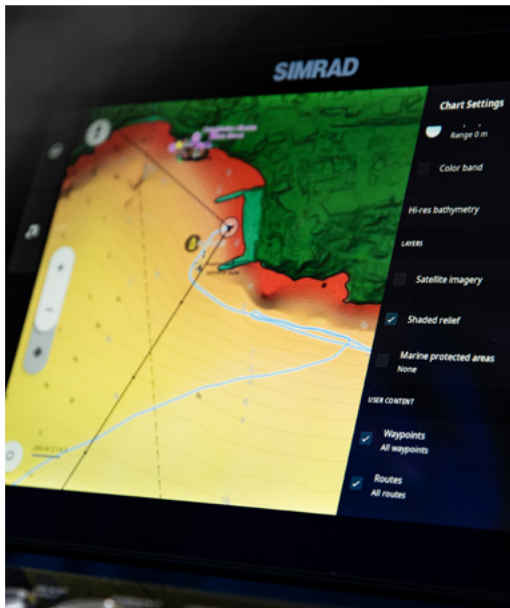 SIMRAD
Chart Settings
Range 0 m
Color band
Hi-res bathymetry
LAYERS
Satellite imagery
Shaded relief
Marine protected areas
None
USER CONTENT
Waypoints
All waypoints
Routes
All routes